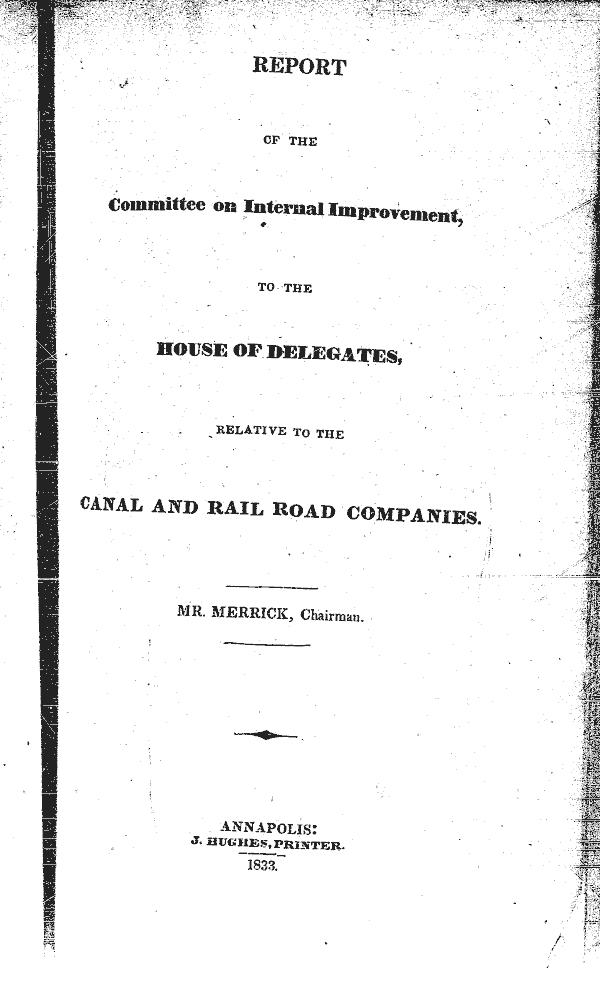 REPORT
OF THE
Committee on Internal Improvement,
TO THE
HOUSE OF DELEGATES,
RELATIVE TO THE
CANAL AND RAIL ROAD COMPANIES.
MR. MERRICK, Chairman.
ANNAPOLIS:
J. HUGHES, PRINTER.
1833.